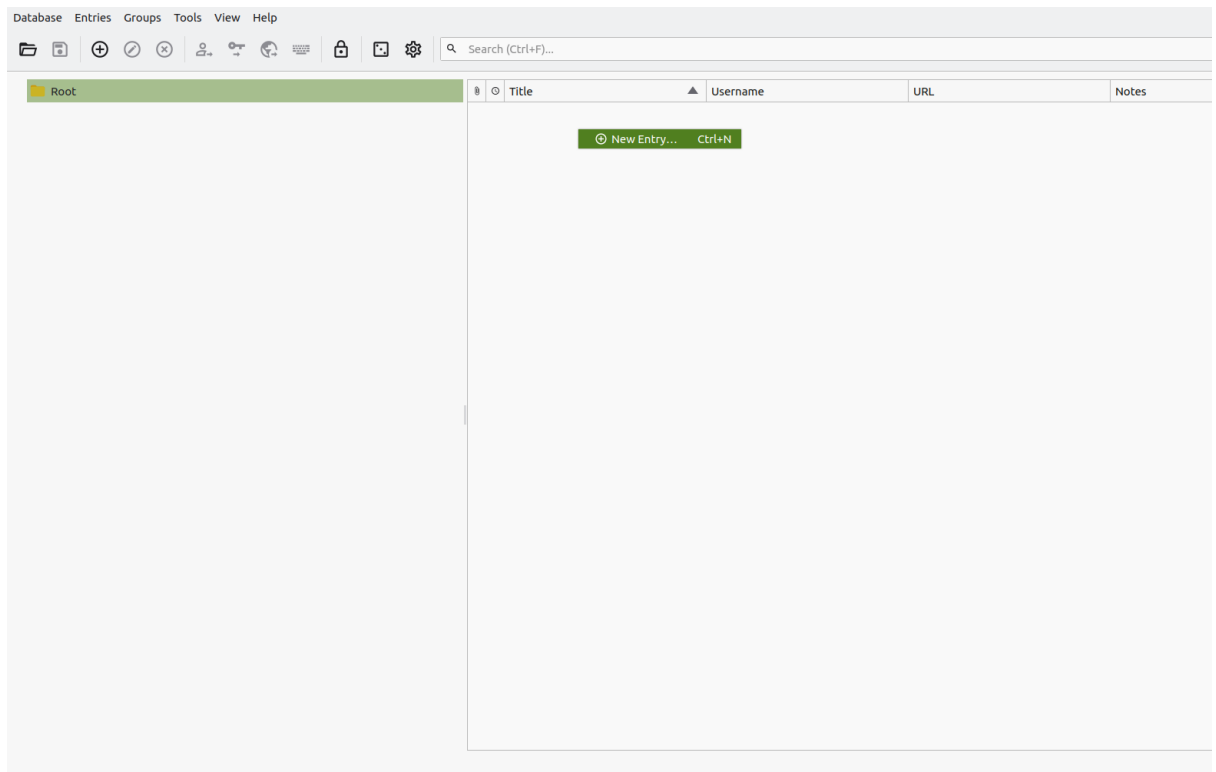 Database Entries Groups Tools View Help
Search (Ctrl+F)...
Root
Title Username URL Notes
New Entry... Ctrl+N